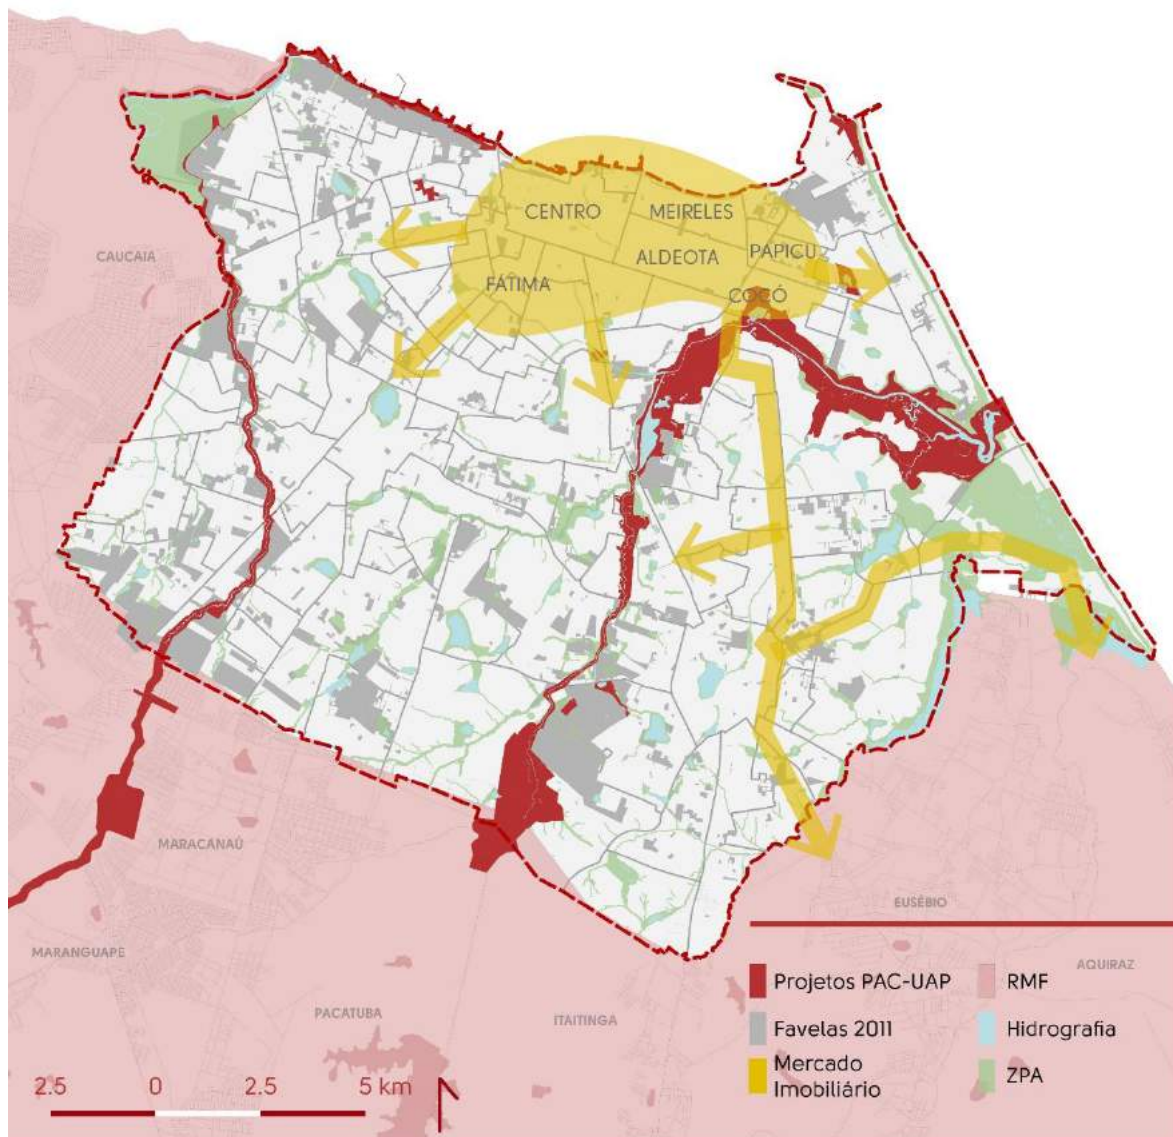 CENTRO
MEIRELES
ALDEOTA
PAPICU
FÁTIMA
COCÓ
CAUCAIA
MARACANAÚ
MARANGUAPE
PACATUBA
ITAITINGA
EUSÉBIO
AQUIRAZ
Projetos PAC-UAP
RMF
Favelas 2011
Hidrografia
Mercado
Imobiliário
ZPA
2.5 0 2.5 5 km